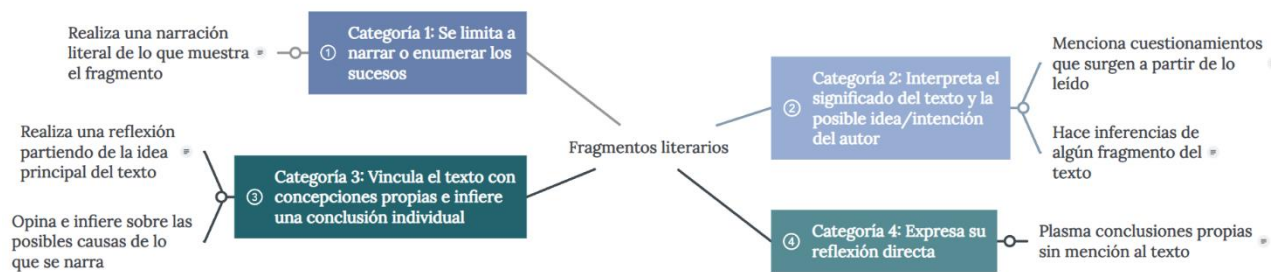 Realiza una narración
literal de lo que muestra
el fragmento
1
Categoría 1: Se limita a
narrar o enumerar los
sucesos
Realiza una reflexión
partiendo de la idea
principal del texto
Opina e infiere sobre las
posibles causas de lo
que se narra
3
Categoría 3: Vincula el texto con
concepciones propias e infiere
una conclusión individual
Fragmentos literarios
2
Categoría 2: Interpreta el
significado del texto y la
posible idea/intención
del autor
Menciona cuestionamientos
que surgen a partir de lo
leído
Hace inferencias de
algún fragmento del
texto
4
Categoría 4: Expresa su
reflexión directa
Plasma conclusiones propias
sin mención al texto